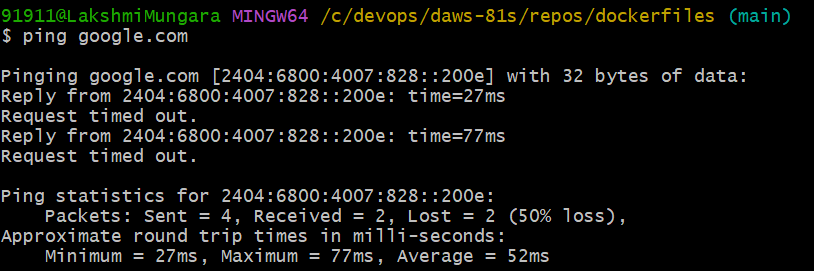 91911@LakshmiMungara MINGW64 /c/devops/daws-81s/repos/dockerfiles (main)
$ ping google.com
Pinging google.com [2404:6800:4007:828::200e] with 32 bytes of data:
Reply from 2404:6800:4007:828::200e: time=27ms
Request timed out.
Reply from 2404:6800:4007:828::200e: time=77ms
Request timed out.
Ping statistics for 2404:6800:4007:828::200e:
    Packets: Sent = 4, Received = 2, Lost = 2 (50% loss),
Approximate round trip times in milli-seconds:
    Minimum = 27ms, Maximum = 77ms, Average = 52ms